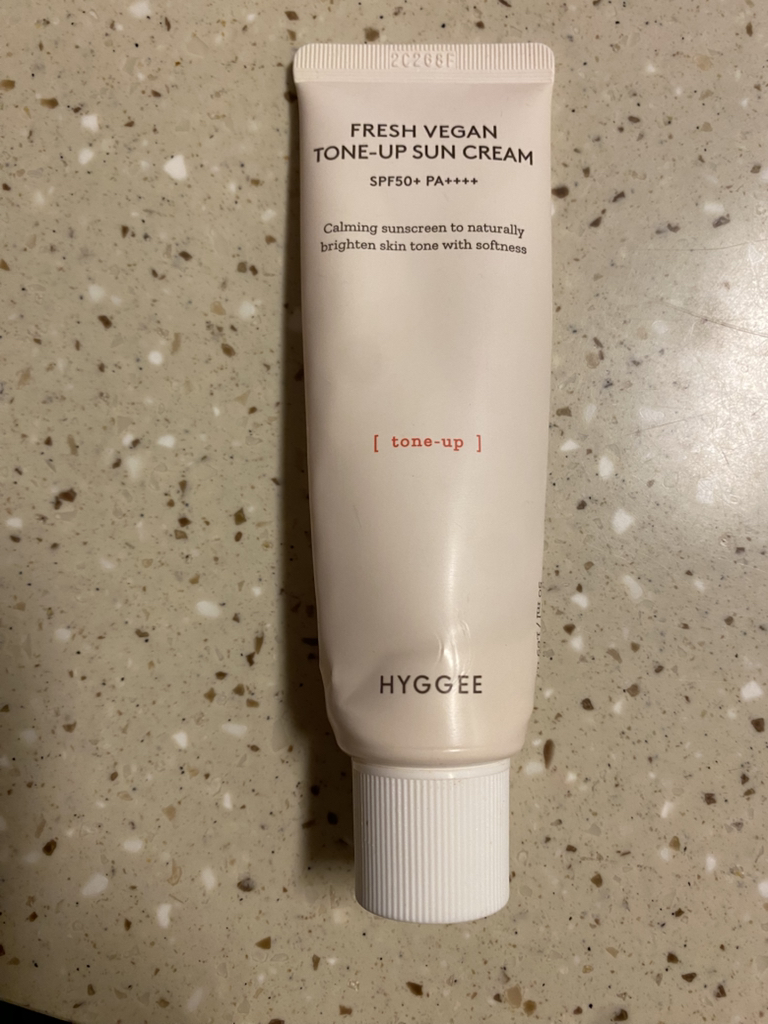 2C268F
FRESH VEGAN
TONE-UP SUN CREAM
SPF50+ PA++++
Calming sunscreen to naturally
brighten skin tone with softness
[ tone-up ]
HYGGEE